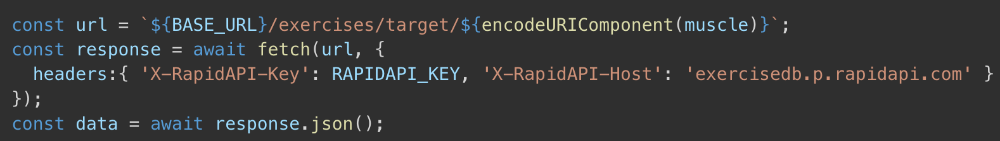 const url = `${BASE_URL}/exercises/target/${encodeURIComponent(muscle)}`;
const response = await fetch(url, {
  headers:{ 'X-RapidAPI-Key': RAPIDAPI_KEY, 'X-RapidAPI-Host': 'exercisedb.p.rapidapi.com' }
});
const data = await response.json();